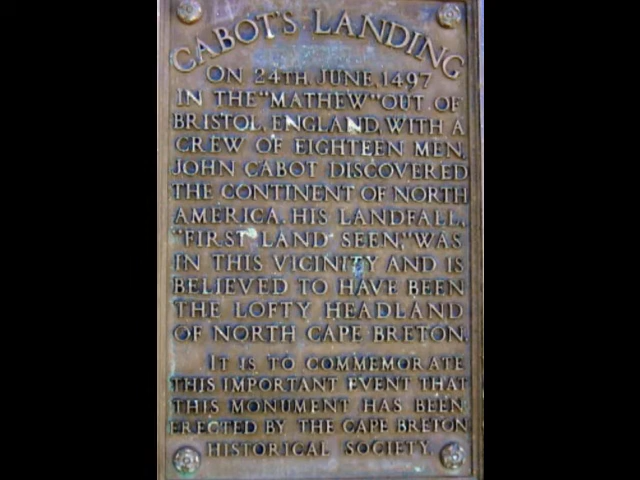 CABOT'S LANDING
ON 24TH JUNE, 1497
IN THE "MATHEW" OUT OF
BRISTOL, ENGLAND, WITH A
CREW OF EIGHTEEN MEN,
JOHN CABOT DISCOVERED
THE CONTINENT OF NORTH
AMERICA. HIS LANDFALL,
"FIRST LAND SEEN," WAS
IN THIS VICINITY AND IS
BELIEVED TO HAVE BEEN
THE LOFTY HEADLAND
OF NORTH CAPE BRETON.
IT IS TO COMMEMORATE
THIS IMPORTANT EVENT THAT
THIS MONUMENT HAS BEEN
ERECTED BY THE CAPE BRETON
HISTORICAL SOCIETY.